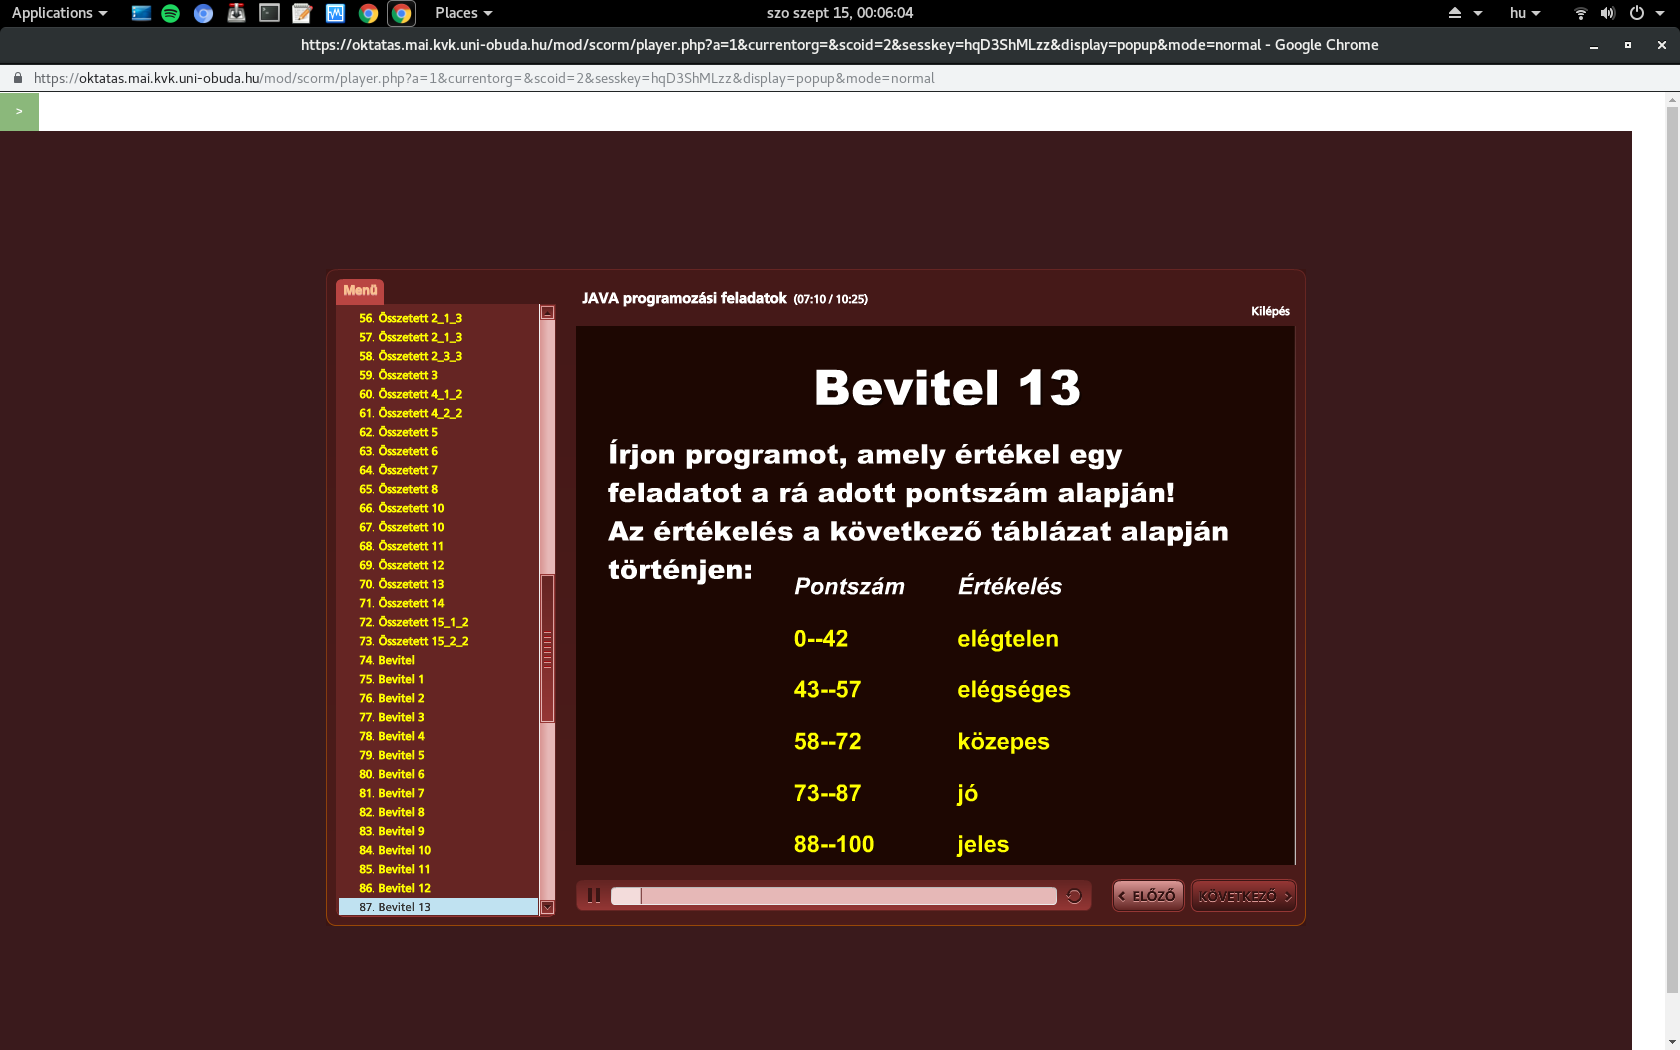 Applications
Places
szo szept 15, 00:06:04
hu
https://oktatas.mai.kvk.uni-obuda.hu/mod/scorm/player.php?a=1&currentorg=&scoid=2&sesskey=hqD3ShMLzz&display=popup&mode=normal - Google Chrome
https://oktatas.mai.kvk.uni-obuda.hu/mod/scorm/player.php?a=1&currentorg=&scoid=2&sesskey=hqD3ShMLzz&display=popup&mode=normal
>
Menü
56. Összetett 2_1_3
57. Összetett 2_1_3
58. Összetett 2_3_3
59. Összetett 3
60. Összetett 4_1_2
61. Összetett 4_2_2
62. Összetett 5
63. Összetett 6
64. Összetett 7
65. Összetett 8
66. Összetett 10
67. Összetett 10
68. Összetett 11
69. Összetett 12
70. Összetett 13
71. Összetett 14
72. Összetett 15_1_2
73. Összetett 15_2_2
74. Bevitel
75. Bevitel 1
76. Bevitel 2
77. Bevitel 3
78. Bevitel 4
79. Bevitel 5
80. Bevitel 6
81. Bevitel 7
82. Bevitel 8
83. Bevitel 9
84. Bevitel 10
85. Bevitel 11
86. Bevitel 12
87. Bevitel 13
JAVA programozási feladatok (07:10 / 10:25)
Kilépés
Bevitel 13
Írjon programot, amely értékel egy
feladatot a rá adott pontszám alapján!
Az értékelés a következő táblázat alapján
történjen:
Pontszám Értékelés
0--42 elégtelen
43--57 elégséges
58--72 közepes
73--87 jó
88--100 jeles
< ELŐZŐ
KÖVETKEZŐ >